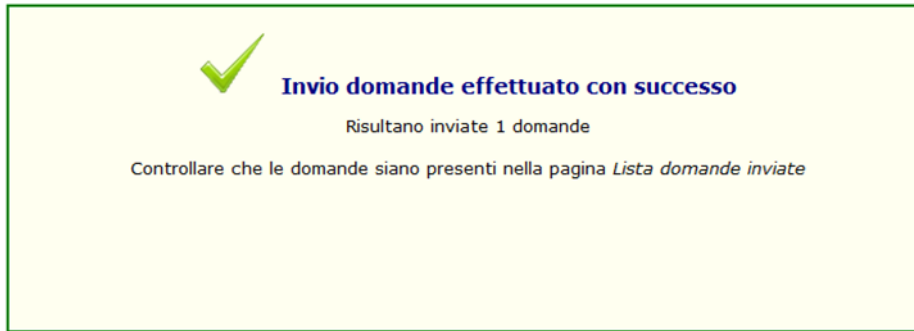 Invio domande effettuato con successo
Risultano inviate 1 domande
Controllare che le domande siano presenti nella pagina Lista domande inviate